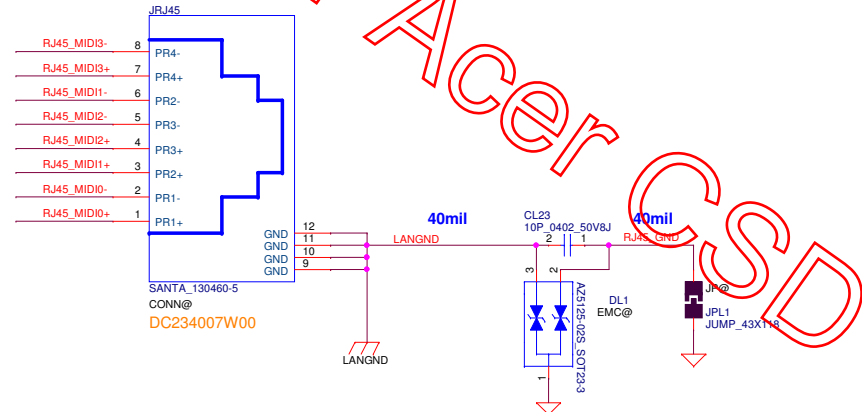 JRJ45
RJ45_MIDI3- 8 PR4-
RJ45_MIDI3+ 7 PR4+
RJ45_MIDI1- 6 PR2-
RJ45_MIDI2- 5 PR3-
RJ45_MIDI2+ 4 PR3+
RJ45_MIDI1+ 3 PR2+
RJ45_MIDI0- 2 PR1-
RJ45_MIDI0+ 1 PR1+
GND 12
GND 11
GND 10
GND 9
SANTA_130460-5
CONN@
DC234007W00
LANGND
40mil
LANGND
CL23
10P_0402_50V8J
2 1
40mil
RJ45_GND
3 2
1
AZ5125-02S_SOT23-3
DL1
EMC@
JP@
JPL1
JUMP_43X118
Acer CSD